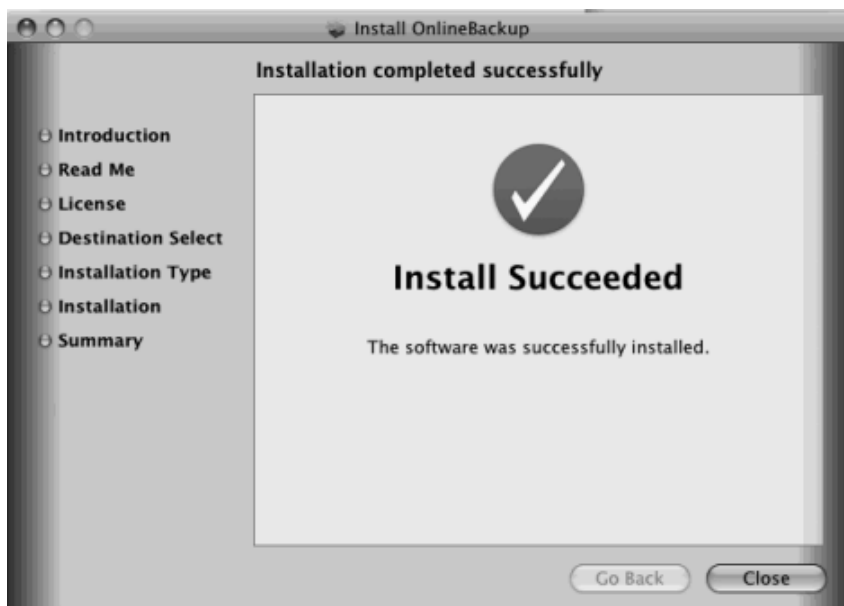 Install OnlineBackup
Installation completed successfully
Introduction
Read Me
License
Destination Select
Installation Type
Installation
Summary
Install Succeeded
The software was successfully installed.
Go Back
Close